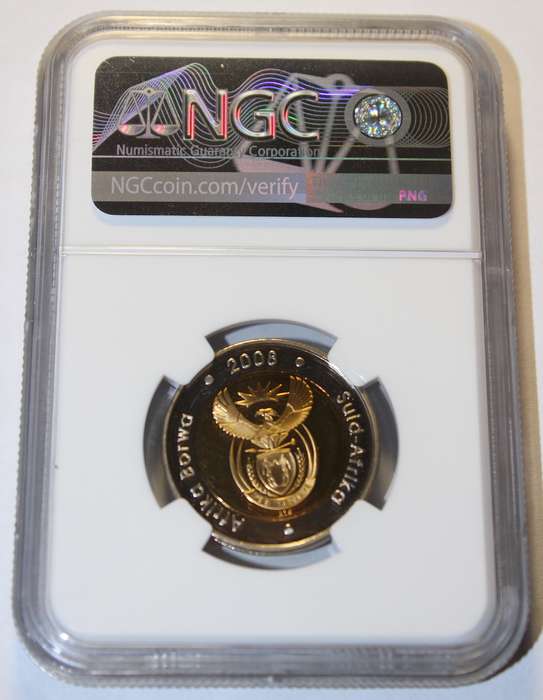 NGC
Numismatic Guaranty Corporation
NGCcoin.com/verify
PNG
2008
Afrika Borwa
Suid-Afrika